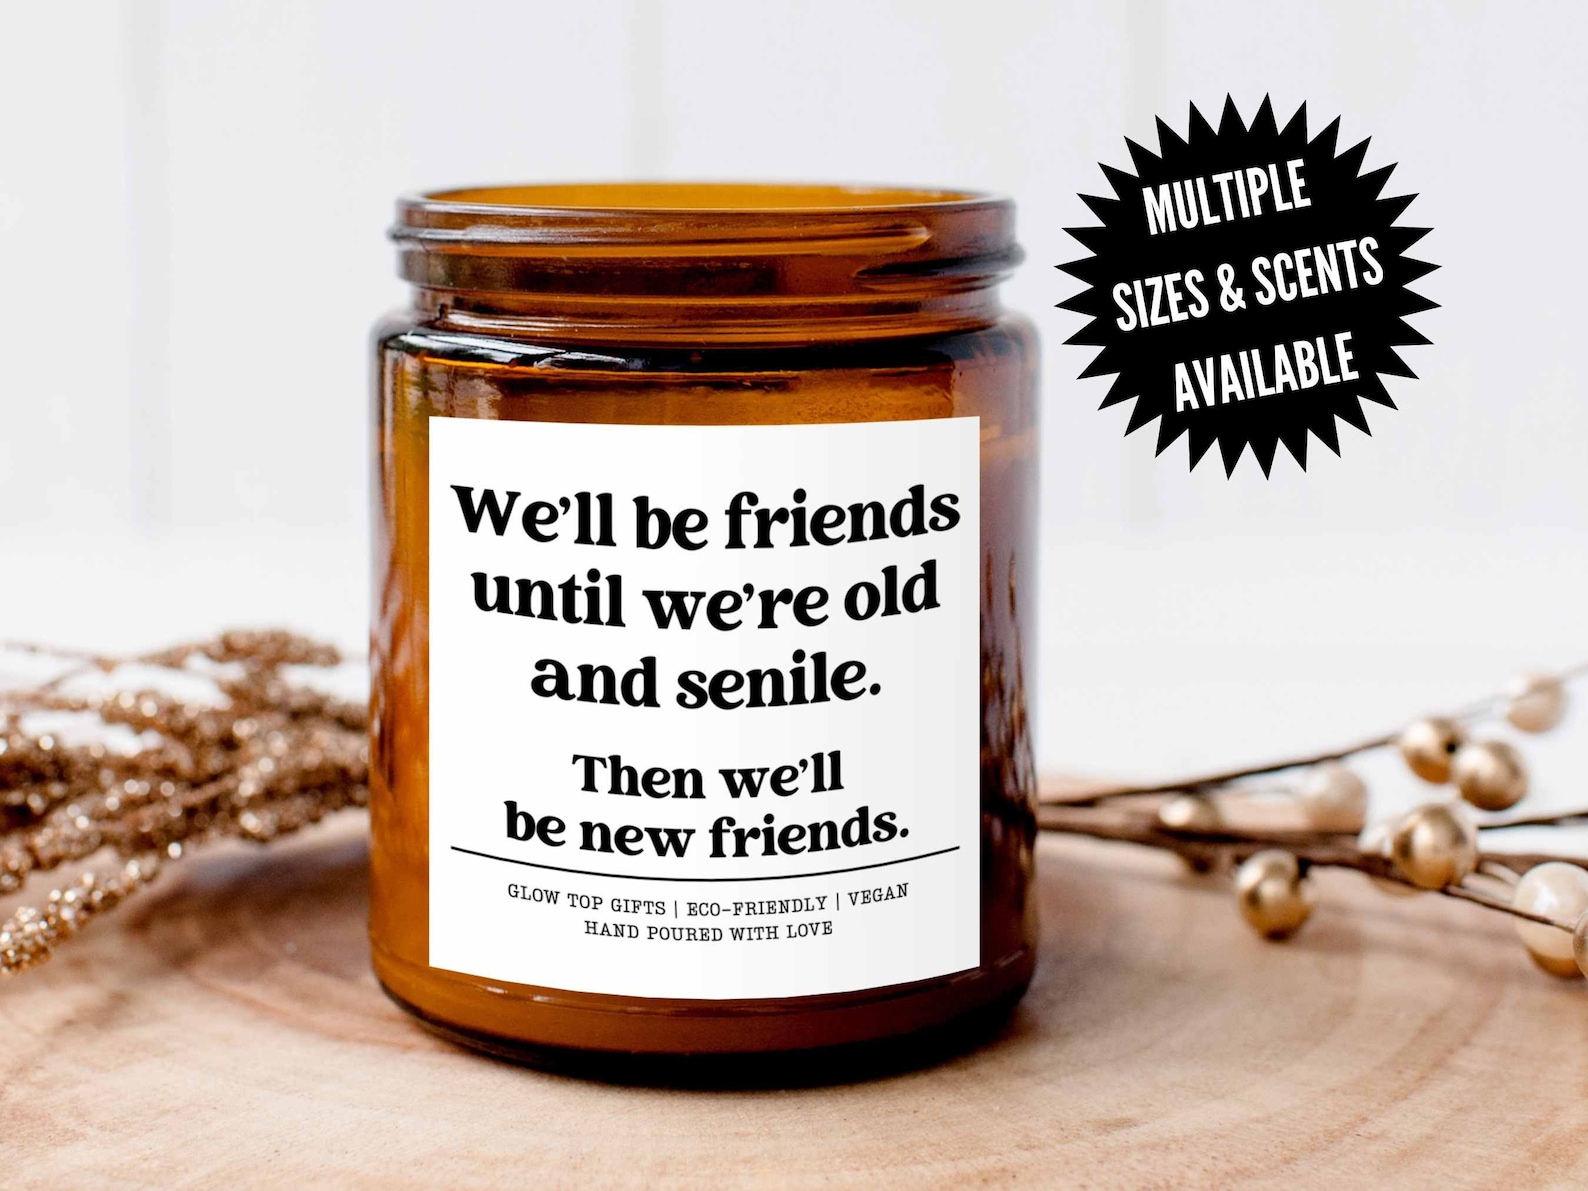 We'll be friends
until we're old
and senile.
Then we'll
be new friends.
GLOW TOP GIFTS | ECO-FRIENDLY | VEGAN
HAND POURED WITH LOVE
MULTIPLE
SIZES & SCENTS
AVAILABLE